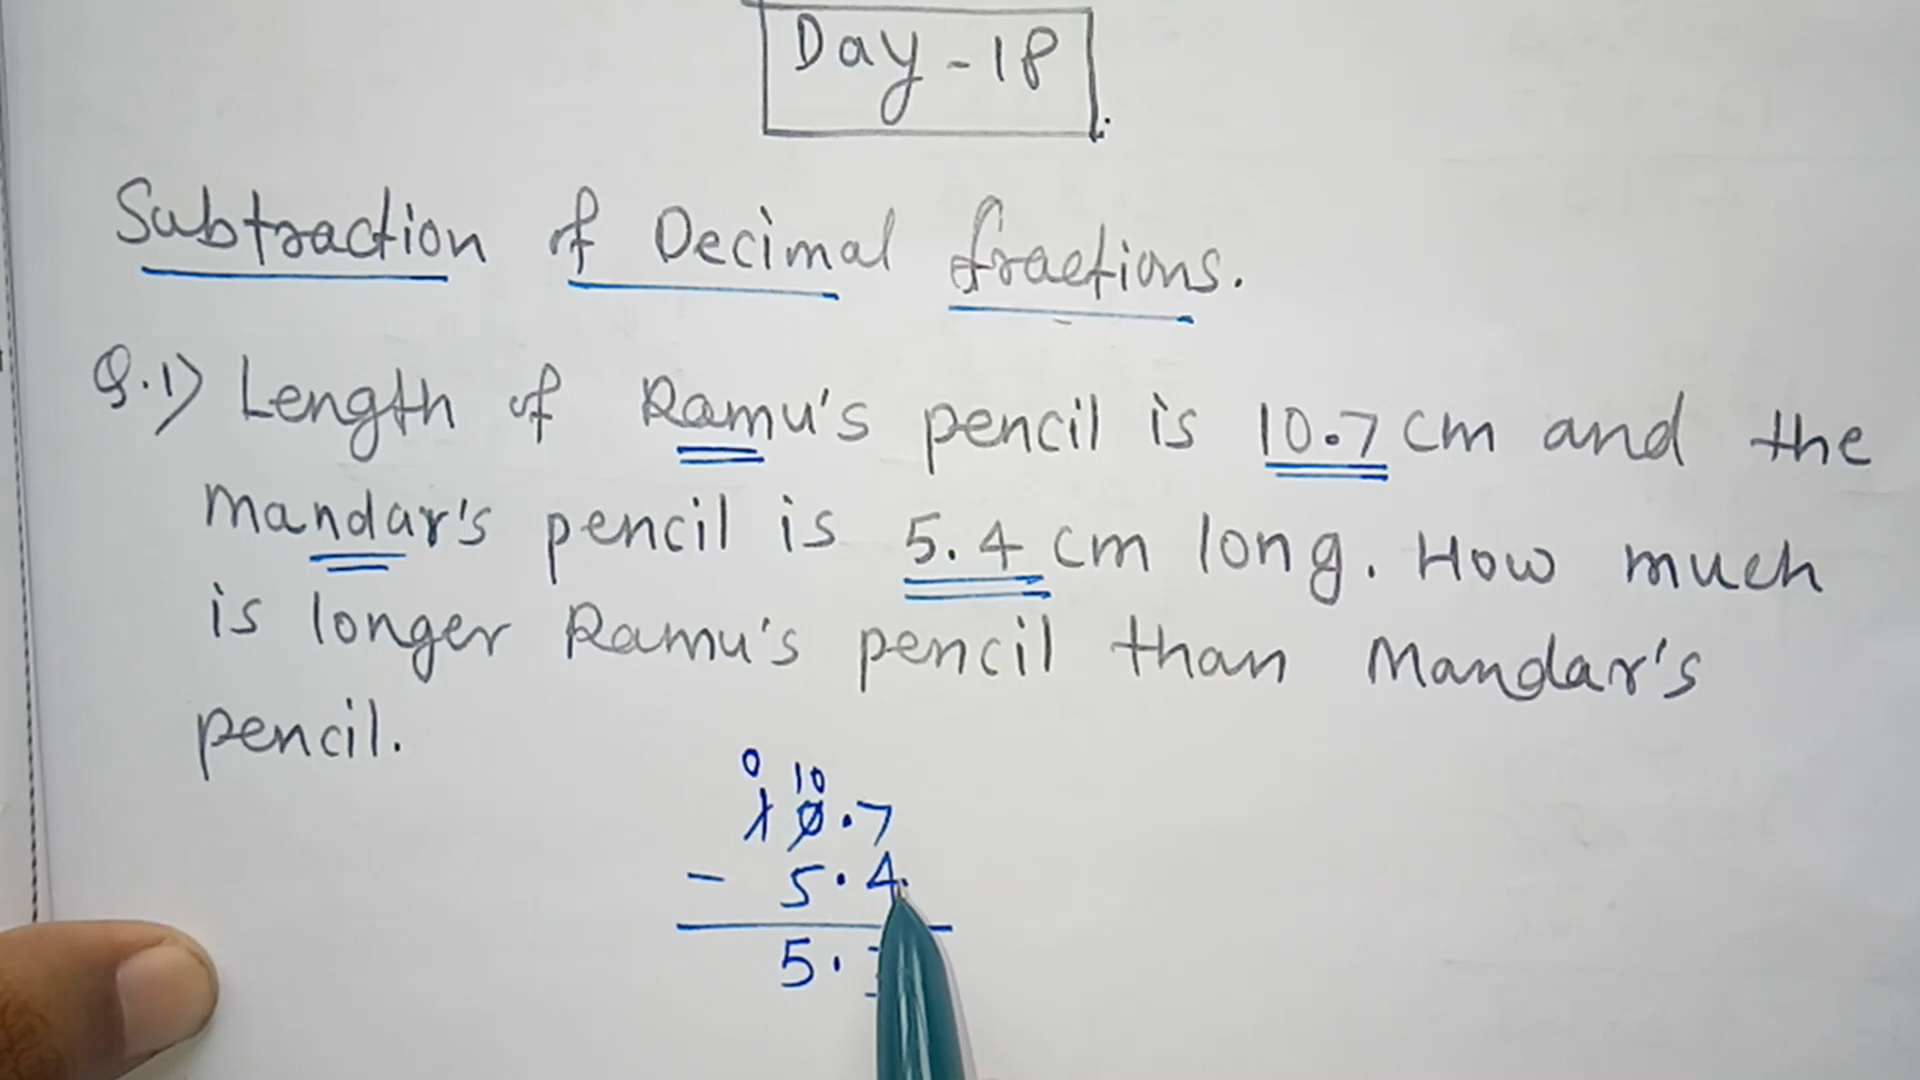 Day-18.
Subtraction of Decimal fractions.
Q.1) Length of Ramu's pencil is 10.7 cm and the
Mandar's pencil is 5.4 cm long. How much
is longer Ramu's pencil than Mandar's
pencil.
0 10
10.7
- 5.4
5.